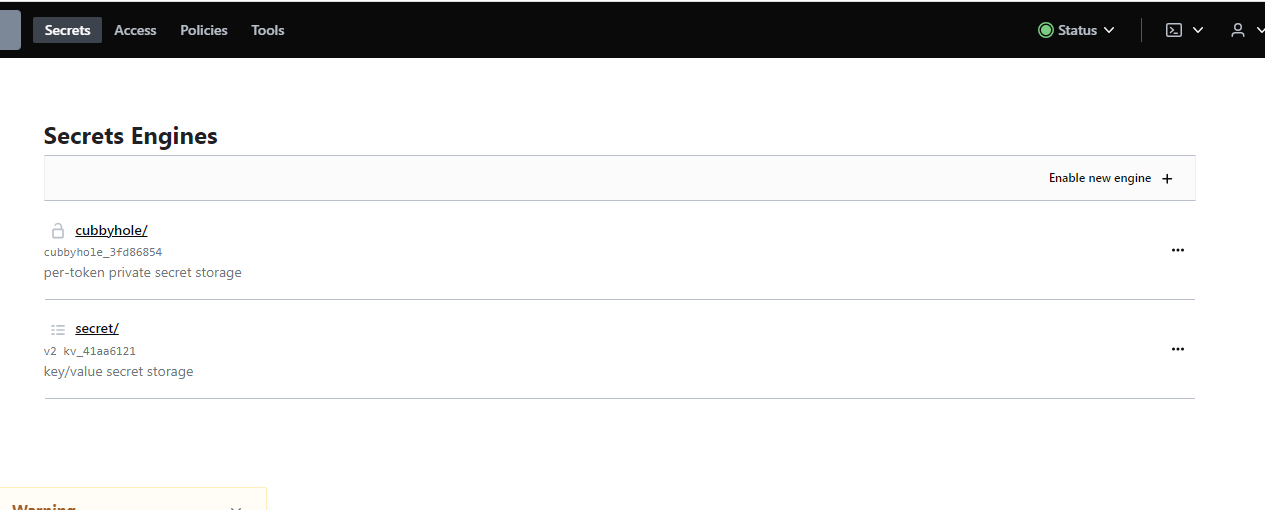 Secrets Access Policies Tools Status
Secrets Engines
Enable new engine +
cubbyhole/
cubbyhole_3fd86854
per-token private secret storage
secret/
v2 kv_41aa6121
key/value secret storage
Warning